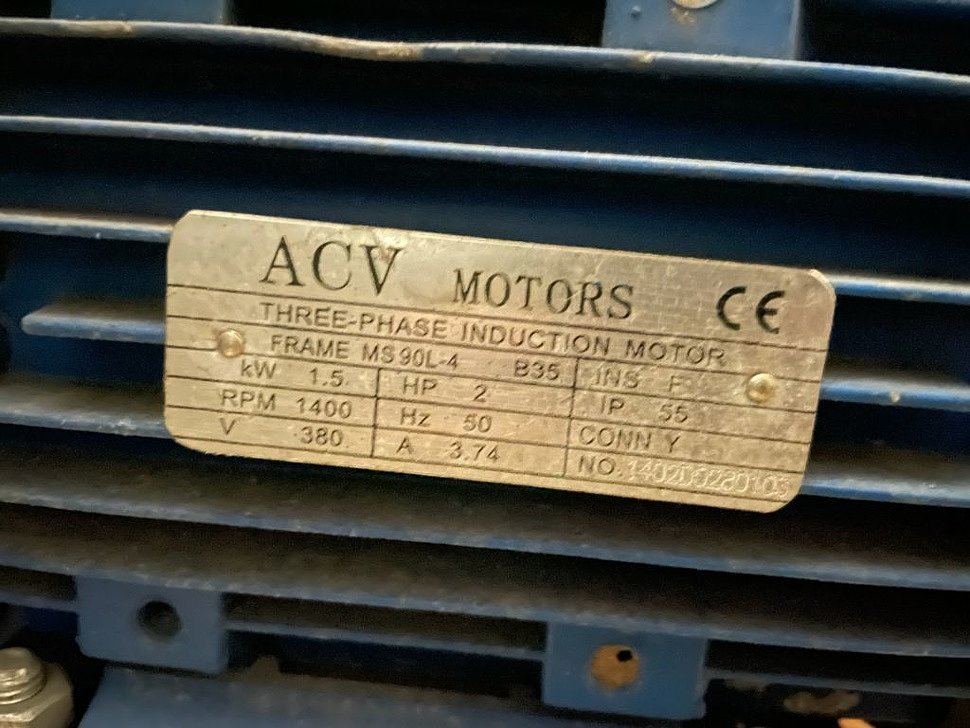 ACV MOTORS CE
THREE-PHASE INDUCTION MOTOR
FRAME MS90L-4 B35 INS F
kW 1.5 HP 2 IP 55
RPM 1400 Hz 50 CONN Y
V 380 A 3.74 NO.